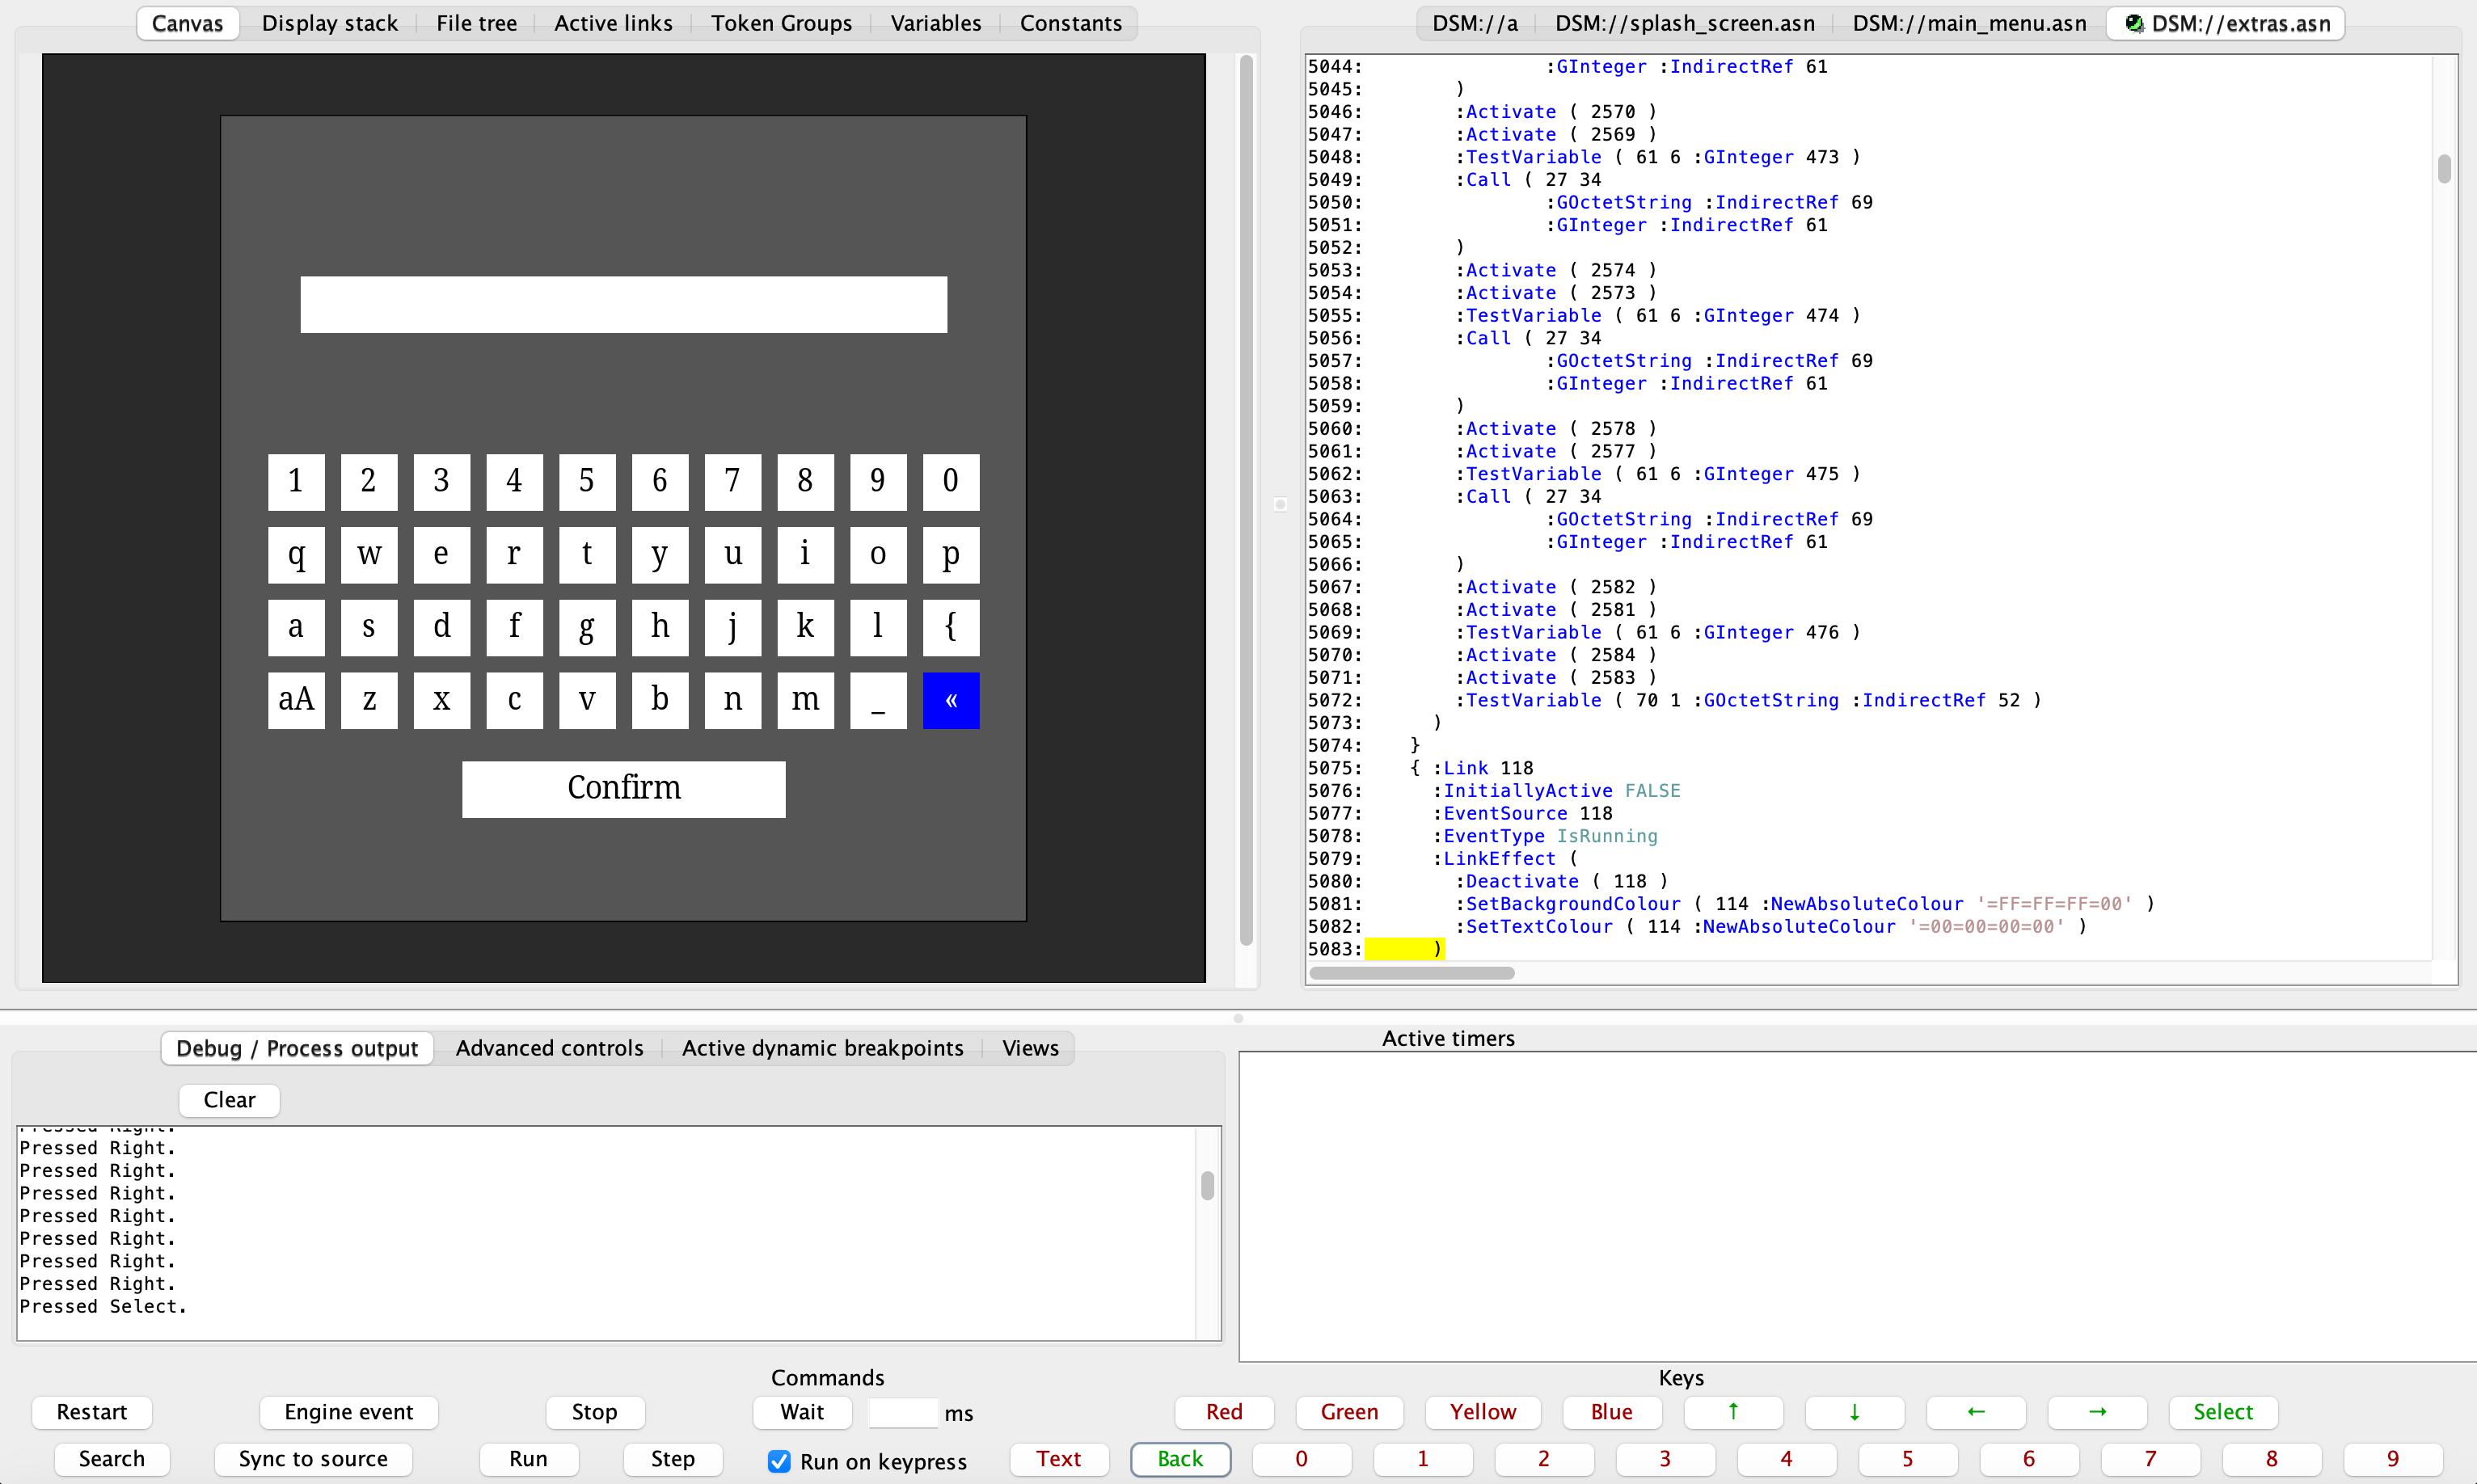 Canvas Display stack File tree Active links Token Groups Variables Constants
DSM://a DSM://splash_screen.asn DSM://main_menu.asn DSM://extras.asn
1 2 3 4 5 6 7 8 9 0
q w e r t y u i o p
a s d f g h j k l {
aA z x c v b n m _ «
Confirm
5044: :GInteger :IndirectRef 61
5045: )
5046: :Activate ( 2570 )
5047: :Activate ( 2569 )
5048: :TestVariable ( 61 6 :GInteger 473 )
5049: :Call ( 27 34
5050: :GOctetString :IndirectRef 69
5051: :GInteger :IndirectRef 61
5052: )
5053: :Activate ( 2574 )
5054: :Activate ( 2573 )
5055: :TestVariable ( 61 6 :GInteger 474 )
5056: :Call ( 27 34
5057: :GOctetString :IndirectRef 69
5058: :GInteger :IndirectRef 61
5059: )
5060: :Activate ( 2578 )
5061: :Activate ( 2577 )
5062: :TestVariable ( 61 6 :GInteger 475 )
5063: :Call ( 27 34
5064: :GOctetString :IndirectRef 69
5065: :GInteger :IndirectRef 61
5066: )
5067: :Activate ( 2582 )
5068: :Activate ( 2581 )
5069: :TestVariable ( 61 6 :GInteger 476 )
5070: :Activate ( 2584 )
5071: :Activate ( 2583 )
5072: :TestVariable ( 70 1 :GOctetString :IndirectRef 52 )
5073: )
5074: }
5075: { :Link 118
5076: :InitiallyActive FALSE
5077: :EventSource 118
5078: :EventType IsRunning
5079: :LinkEffect (
5080: :Deactivate ( 118 )
5081: :SetBackgroundColour ( 114 :NewAbsoluteColour '=FF=FF=FF=00' )
5082: :SetTextColour ( 114 :NewAbsoluteColour '=00=00=00=00' )
5083: )
Debug / Process output Advanced controls Active dynamic breakpoints Views
Clear
Pressed Right.
Pressed Right.
Pressed Right.
Pressed Right.
Pressed Right.
Pressed Right.
Pressed Right.
Pressed Right.
Pressed Select.
Active timers
Commands
Restart Engine event Stop Wait ms
Search Sync to source Run Step Run on keypress
Keys
Red Green Yellow Blue ↑ ↓ ← → Select
Text Back 0 1 2 3 4 5 6 7 8 9